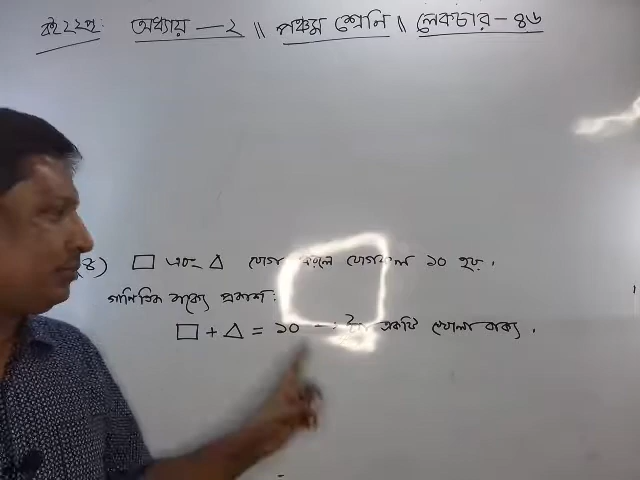 অধ্যায় — ২ || পঞ্চম শ্রেনি || লেকচার - ৪৬
৪) □ এবং △ যোগ করলে যোগফল ১০ হয়.
গাণিতিক বাক্যে প্রকাশ:
□ + △ = ১০ একটি খোলা বাক্য.